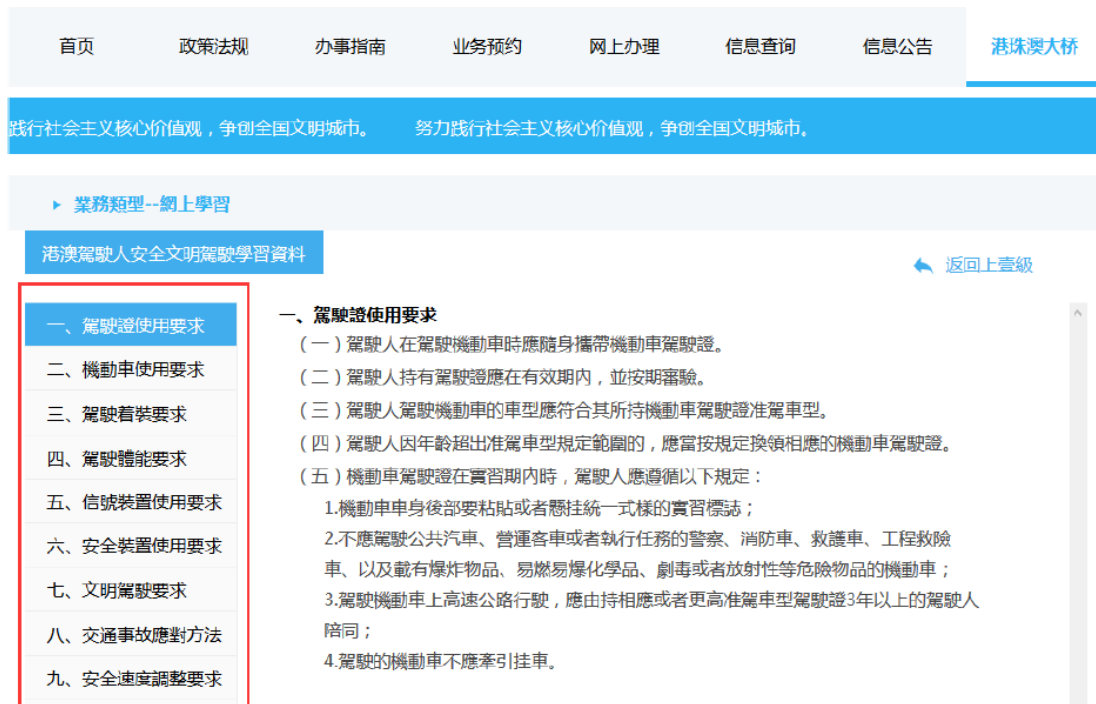 首页 政策法规 办事指南 业务预约 网上办理 信息查询 信息公告 港珠澳大桥
践行社会主义核心价值观，争创全国文明城市。 努力践行社会主义核心价值观，争创全国文明城市。
業務類型--網上學習
港澳駕駛人安全文明駕駛學習資料
返回上壹級
一、駕駛證使用要求
二、機動車使用要求
三、駕駛着裝要求
四、駕駛體能要求
五、信號裝置使用要求
六、安全裝置使用要求
七、文明駕駛要求
八、交通事故應對方法
九、安全速度調整要求
一、駕駛證使用要求
（一）駕駛人在駕駛機動車時應隨身攜帶機動車駕駛證。
（二）駕駛人持有駕駛證應在有效期内，並按期審驗。
（三）駕駛人駕駛機動車的車型應符合其所持機動車駕駛證准駕車型。
（四）駕駛人因年齡超出准駕車型規定範圍的，應當按規定換領相應的機動車駕駛證。
（五）機動車駕駛證在實習期内時，駕駛人應遵循以下規定：
1.機動車車身後部要粘貼或者懸挂統一式樣的實習標誌；
2.不應駕駛公共汽車、營運客車或者執行任務的警察、消防車、救護車、工程救險
車、以及載有爆炸物品、易燃易爆化學品、劇毒或者放射性等危險物品的機動車；
3.駕駛機動車上高速公路行駛，應由持相應或者更高准駕車型駕駛證3年以上的駕駛人
陪同；
4.駕駛的機動車不應牽引挂車。